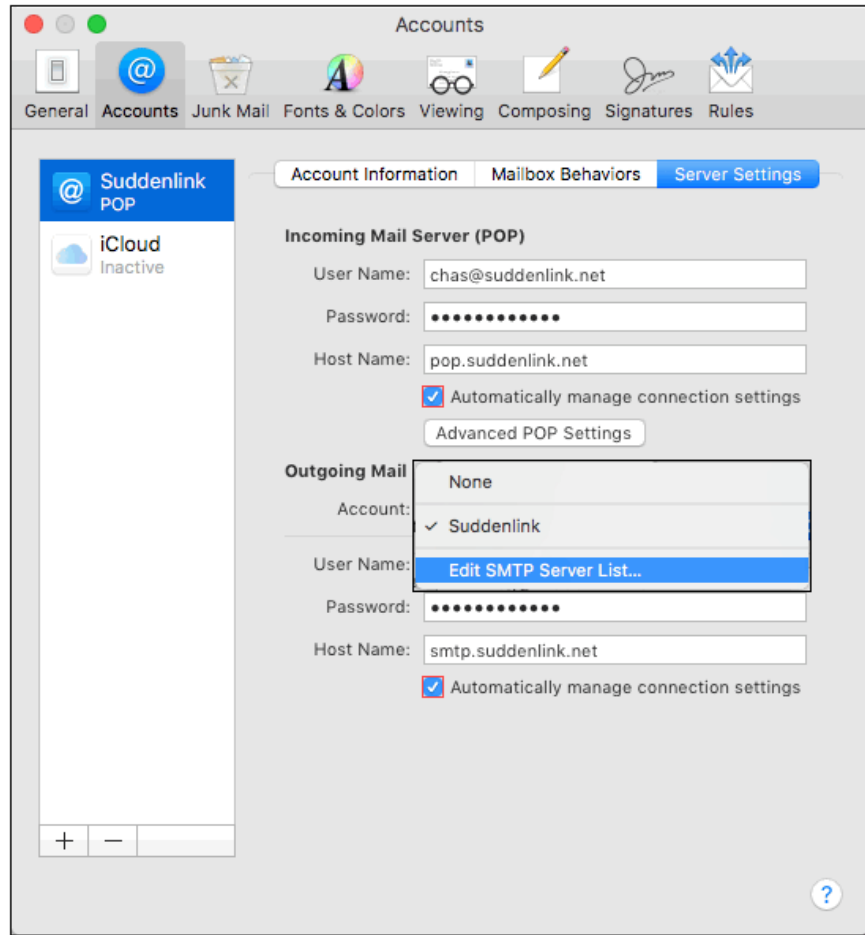 Accounts
General Accounts Junk Mail Fonts & Colors Viewing Composing Signatures Rules
Suddenlink
POP
iCloud
Inactive
Account Information Mailbox Behaviors Server Settings
Incoming Mail Server (POP)
User Name: chas@suddenlink.net
Password: ••••••••••••
Host Name: pop.suddenlink.net
Automatically manage connection settings
Advanced POP Settings
Outgoing Mail
None
Account:
✓ Suddenlink
User Name:
Edit SMTP Server List...
Password: ••••••••••••
Host Name: smtp.suddenlink.net
Automatically manage connection settings
+ −
?